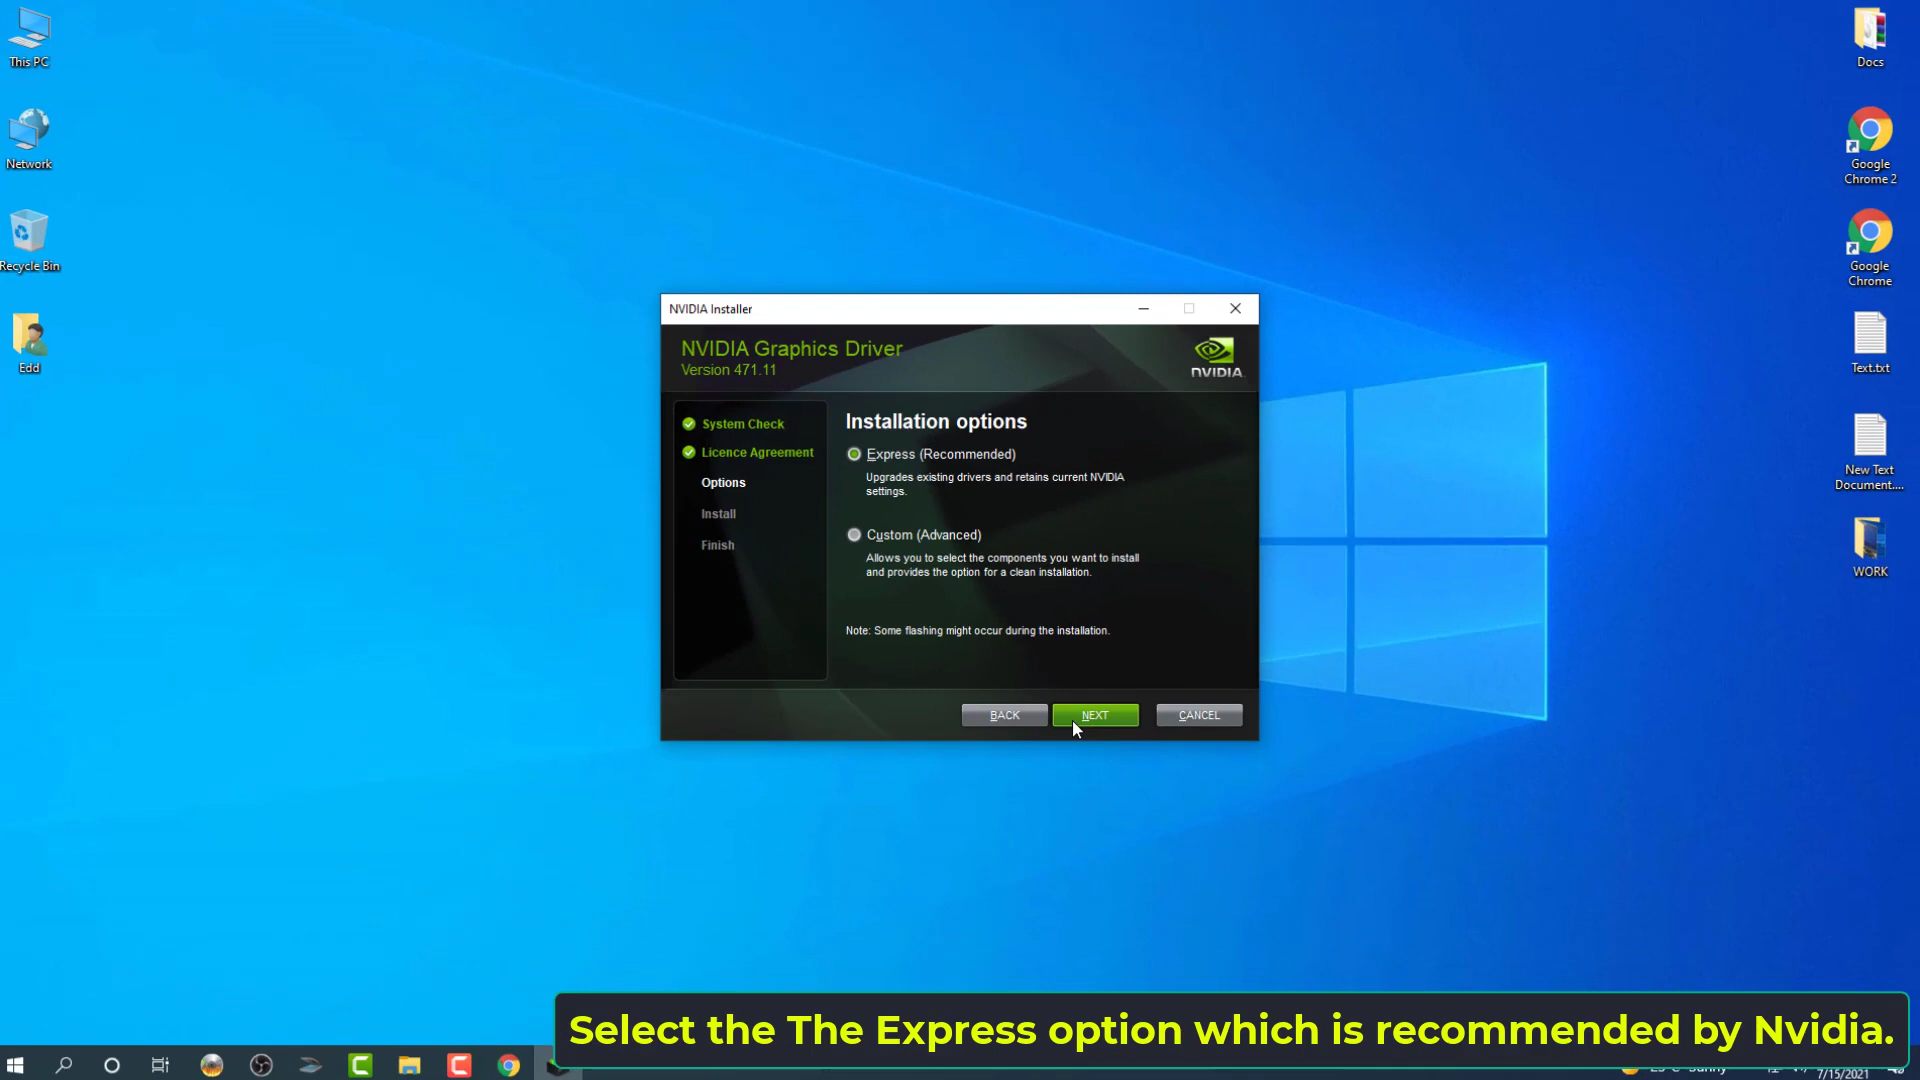 This PC
Network
Recycle Bin
Edd
Docs
Google
Chrome 2
Google
Chrome
Text.txt
New Text
Document....
WORK
NVIDIA Installer
NVIDIA Graphics Driver
Version 471.11
NVIDIA
System Check
Licence Agreement
Options
Install
Finish
Installation options
Express (Recommended)
Upgrades existing drivers and retains current NVIDIA
settings.
Custom (Advanced)
Allows you to select the components you want to install
and provides the option for a clean installation.
Note: Some flashing might occur during the installation.
BACK
NEXT
CANCEL
Select the The Express option which is recommended by Nvidia.
7/15/2021